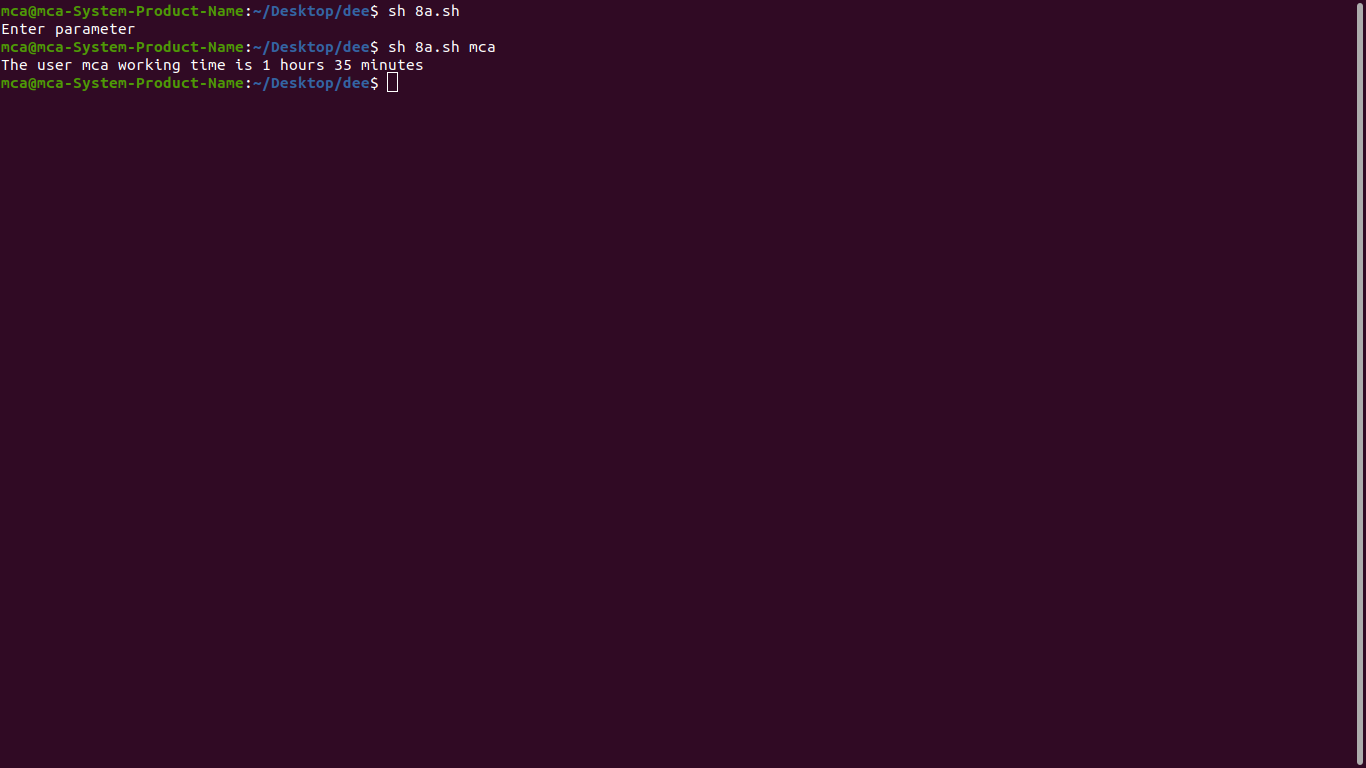 mca@mca-System-Product-Name:~/Desktop/dee$ sh 8a.sh
Enter parameter
mca@mca-System-Product-Name:~/Desktop/dee$ sh 8a.sh mca
The user mca working time is 1 hours 35 minutes
mca@mca-System-Product-Name:~/Desktop/dee$